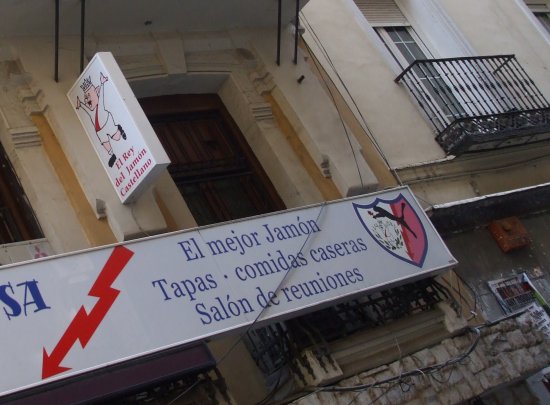 El Rey
del Jamón
Castellano
SA
El mejor Jamón
Tapas · comidas caseras
Salón de reuniones